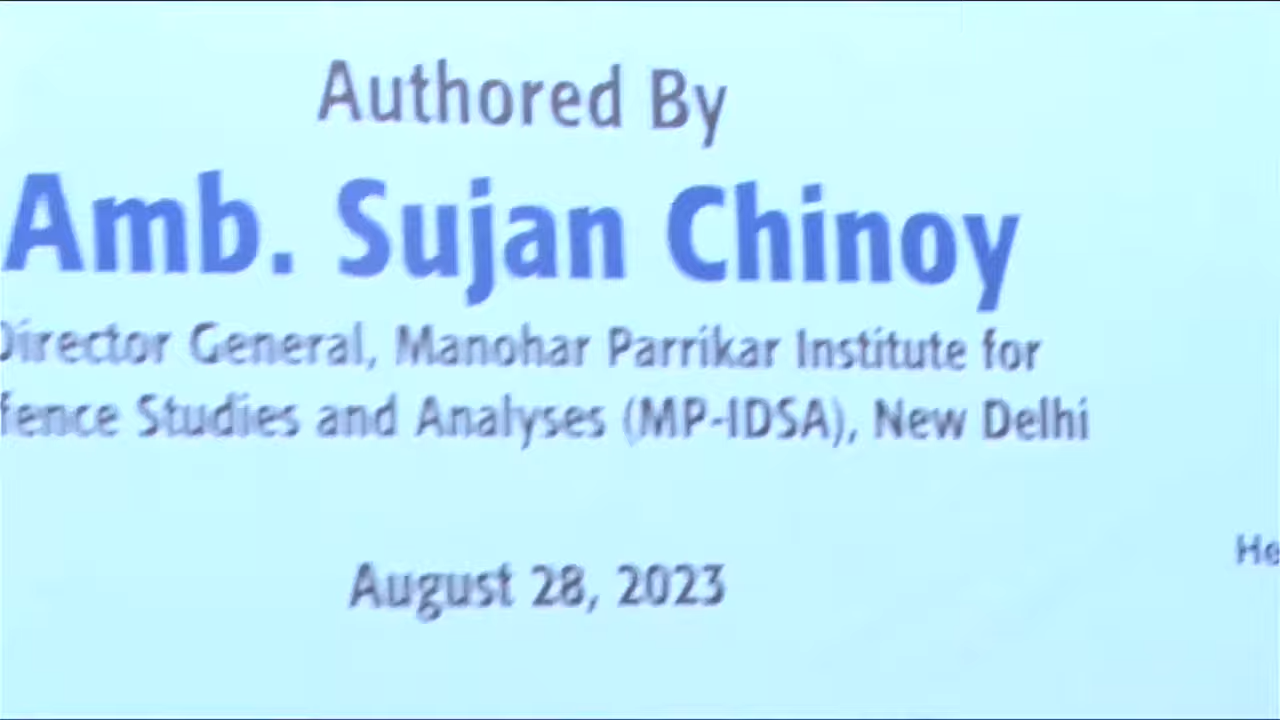 Authored By
Amb. Sujan Chinoy
Director General, Manohar Parrikar Institute for
fence Studies and Analyses (MP-IDSA), New Delhi
August 28, 2023
He